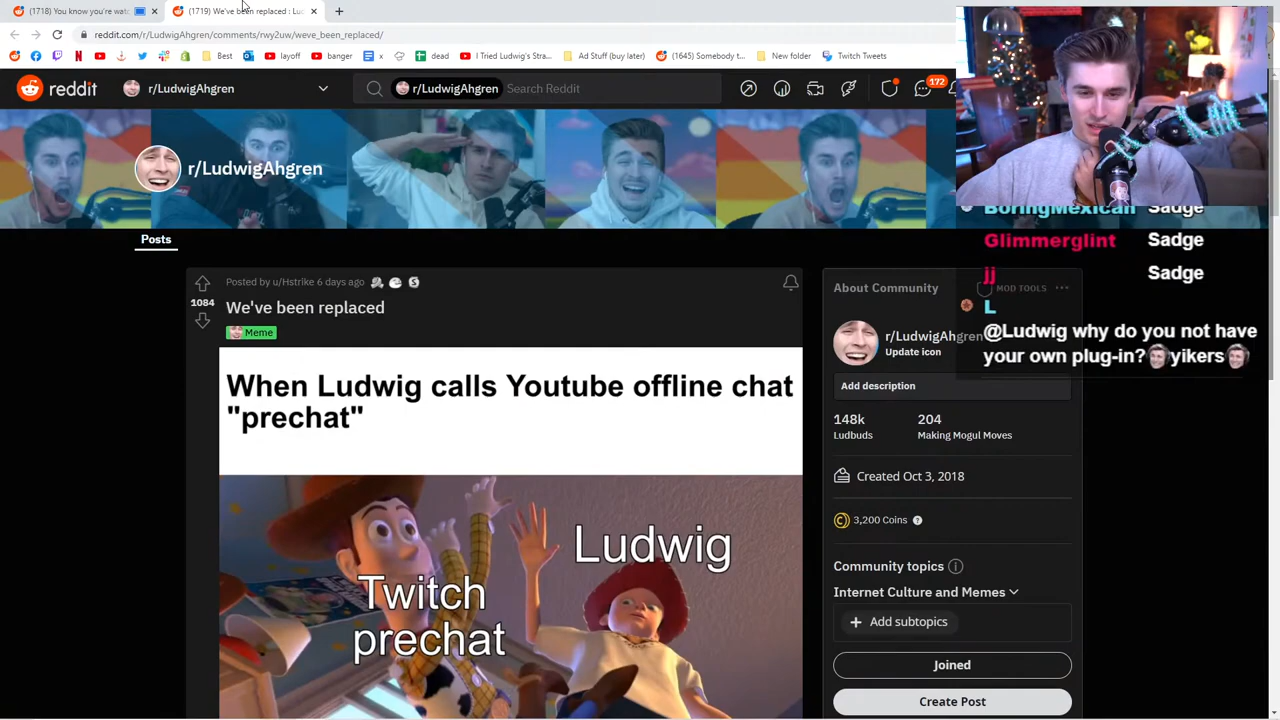 (1718) You know you're watc
(1719) We've been replaced : Lud
reddit.com/r/LudwigAhgren/comments/rwy2uw/weve_been_replaced/
Best
x
dead
I Tried Ludwig's Stra...
banger
Ad Stuff (buy later)
(1645) Somebody t...
New folder
Twitch Tweets
reddit
r/LudwigAhgren
r/LudwigAhgren
Search Reddit
172
r/LudwigAhgren
Posts
BoringMexican Sadge
Glimmerglint Sadge
jj Sadge
L
@Ludwig why do you not have
your own plug-in? yikers
1084
Posted by u/Hstrike 6 days ago
We've been replaced
Meme
When Ludwig calls Youtube offline chat
"prechat"
Ludwig
Twitch
prechat
About Community
MOD TOOLS
r/LudwigAhgren
Update icon
Add description
148k
204
Ludbuds
Making Mogul Moves
Created Oct 3, 2018
3,200 Coins
Community topics
Internet Culture and Memes
Add subtopics
Joined
Create Post